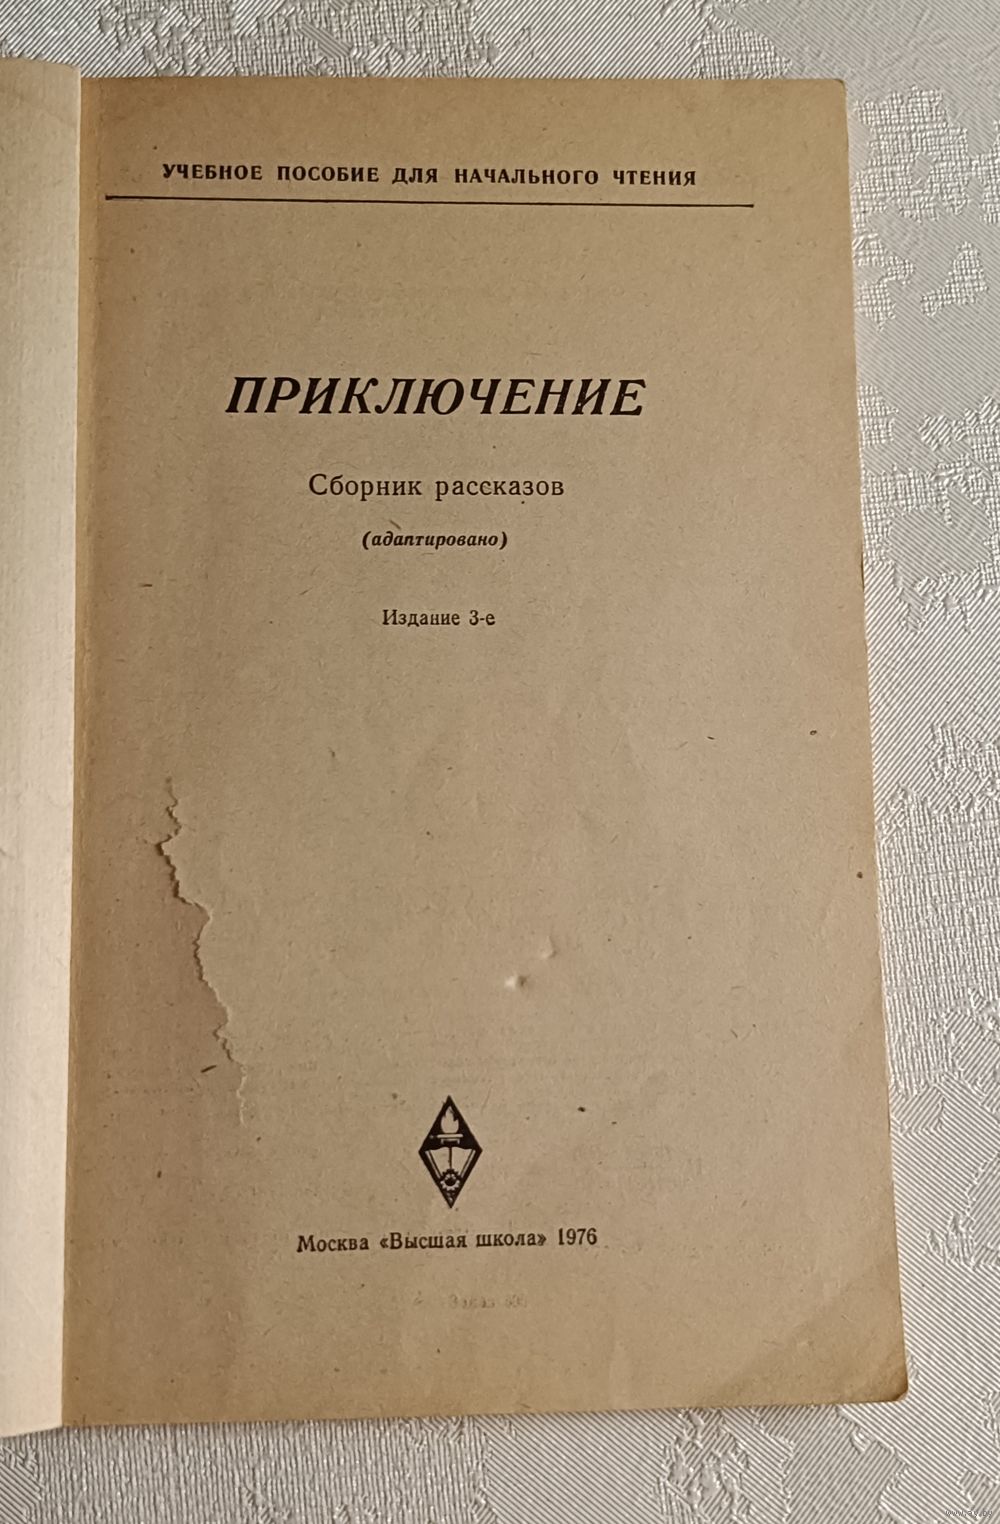 УЧЕБНОЕ ПОСОБИЕ ДЛЯ НАЧАЛЬНОГО ЧТЕНИЯ
ПРИКЛЮЧЕНИЕ
Сборник рассказов
(адаптировано)
Издание 3-е
Москва «Высшая школа» 1976